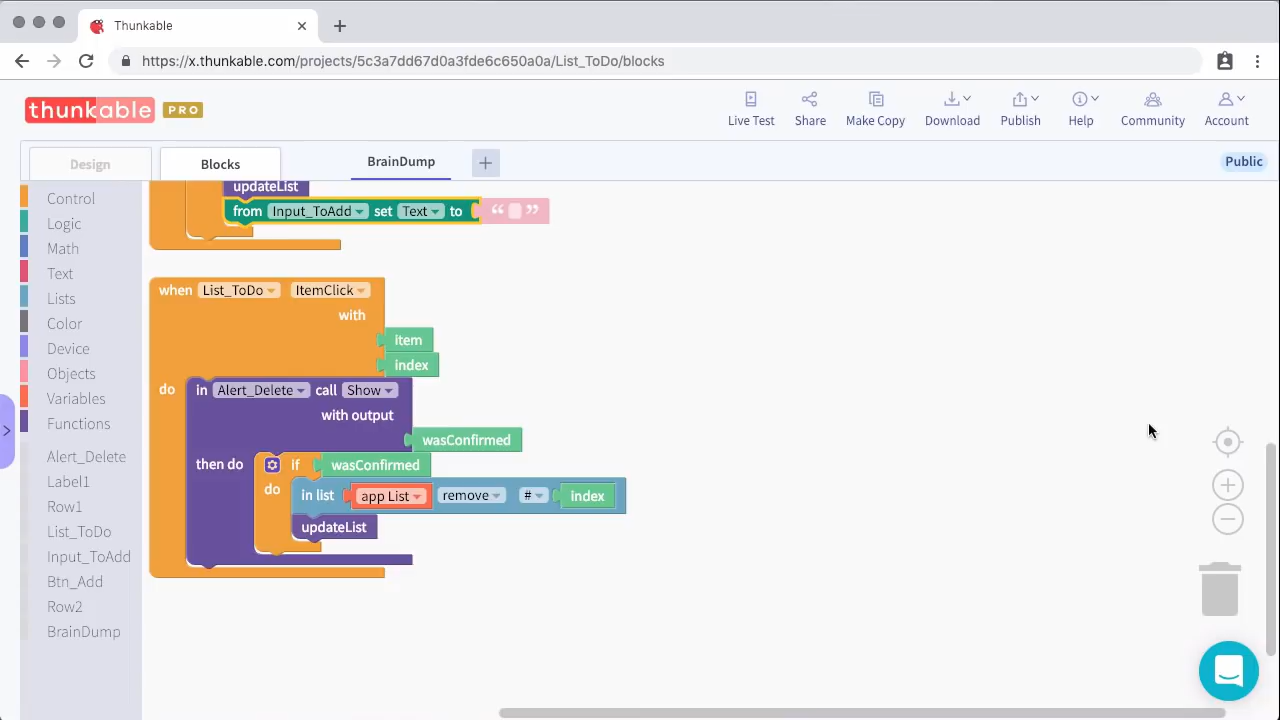 Thunkable
https://x.thunkable.com/projects/5c3a7dd67d0a3fde6c650a0a/List_ToDo/blocks
thunkable PRO
Live Test Share Make Copy Download Publish Help Community Account
Design Blocks BrainDump Public
Control
Logic
Math
Text
Lists
Color
Device
Objects
Variables
Functions
Alert_Delete
Label1
Row1
List_ToDo
Input_ToAdd
Btn_Add
Row2
BrainDump
updateList
from Input_ToAdd set Text to “ ”
when List_ToDo ItemClick
with
item
index
do in Alert_Delete call Show
with output
wasConfirmed
then do if wasConfirmed
do in list app List remove # index
updateList